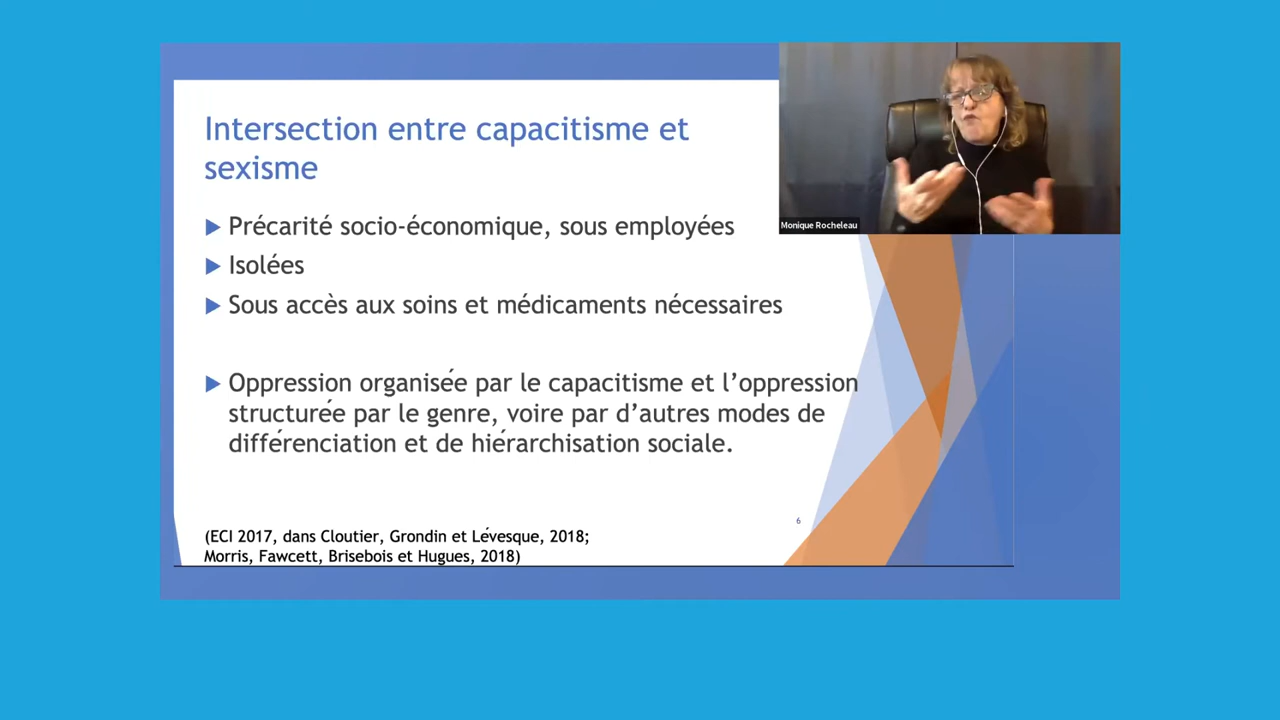 Intersection entre capacitisme et
sexisme
Précarité socio-économique, sous employées
Isolées
Sous accès aux soins et médicaments nécessaires
Oppression organisée par le capacitisme et l’oppression
structurée par le genre, voire par d’autres modes de
différenciation et de hiérarchisation sociale.
(ECI 2017, dans Cloutier, Grondin et Lévesque, 2018;
Morris, Fawcett, Brisebois et Hugues, 2018)
6
Monique Rocheleau